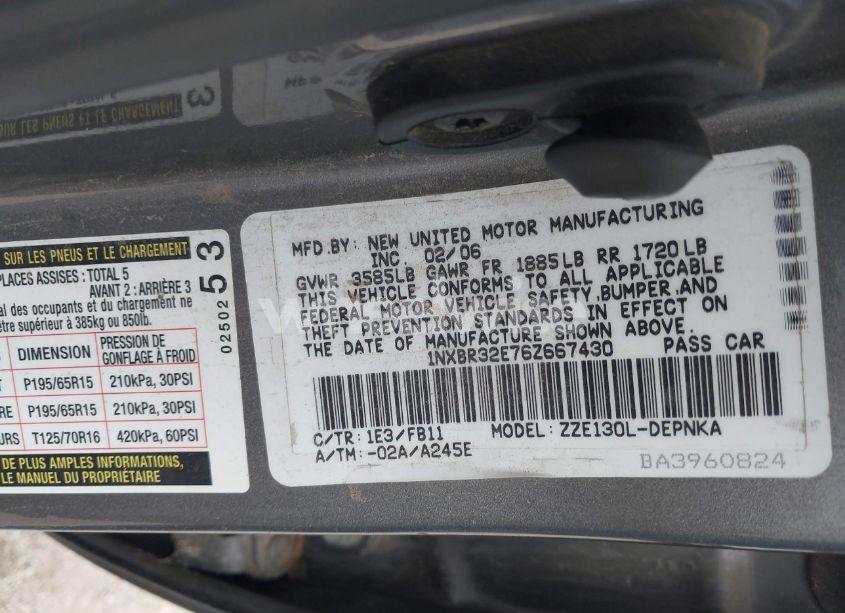 SUR LES PNEUS ET LE CHARGEMENT
PLACES ASSISES : TOTAL 5
AVANT 2 : ARRIÈRE 3
al des occupants et du chargement ne
être supérieur à 385kg ou 850lb.
DIMENSION PRESSION DE GONFLAGE À FROID
P195/65R15 210kPa, 30PSI
RE P195/65R15 210kPa, 30PSI
OURS T125/70R16 420kPa, 60PSI
DE PLUS AMPLES INFORMATIONS,
LE MANUEL DU PROPRIÉTAIRE
02502 53
MFD.BY: NEW UNITED MOTOR MANUFACTURING
INC. 02/06
GVWR 3585LB GAWR FR 1885LB RR 1720LB
THIS VEHICLE CONFORMS TO ALL APPLICABLE
FEDERAL MOTOR VEHICLE SAFETY,BUMPER,AND
THEFT PREVENTION STANDARDS IN EFFECT ON
THE DATE OF MANUFACTURE SHOWN ABOVE.
1NXBR32E76Z667430 PASS CAR
C/TR: 1E3/FB11 MODEL: ZZE130L-DEPNKA
A/TM: -02A/A245E
BA3960824